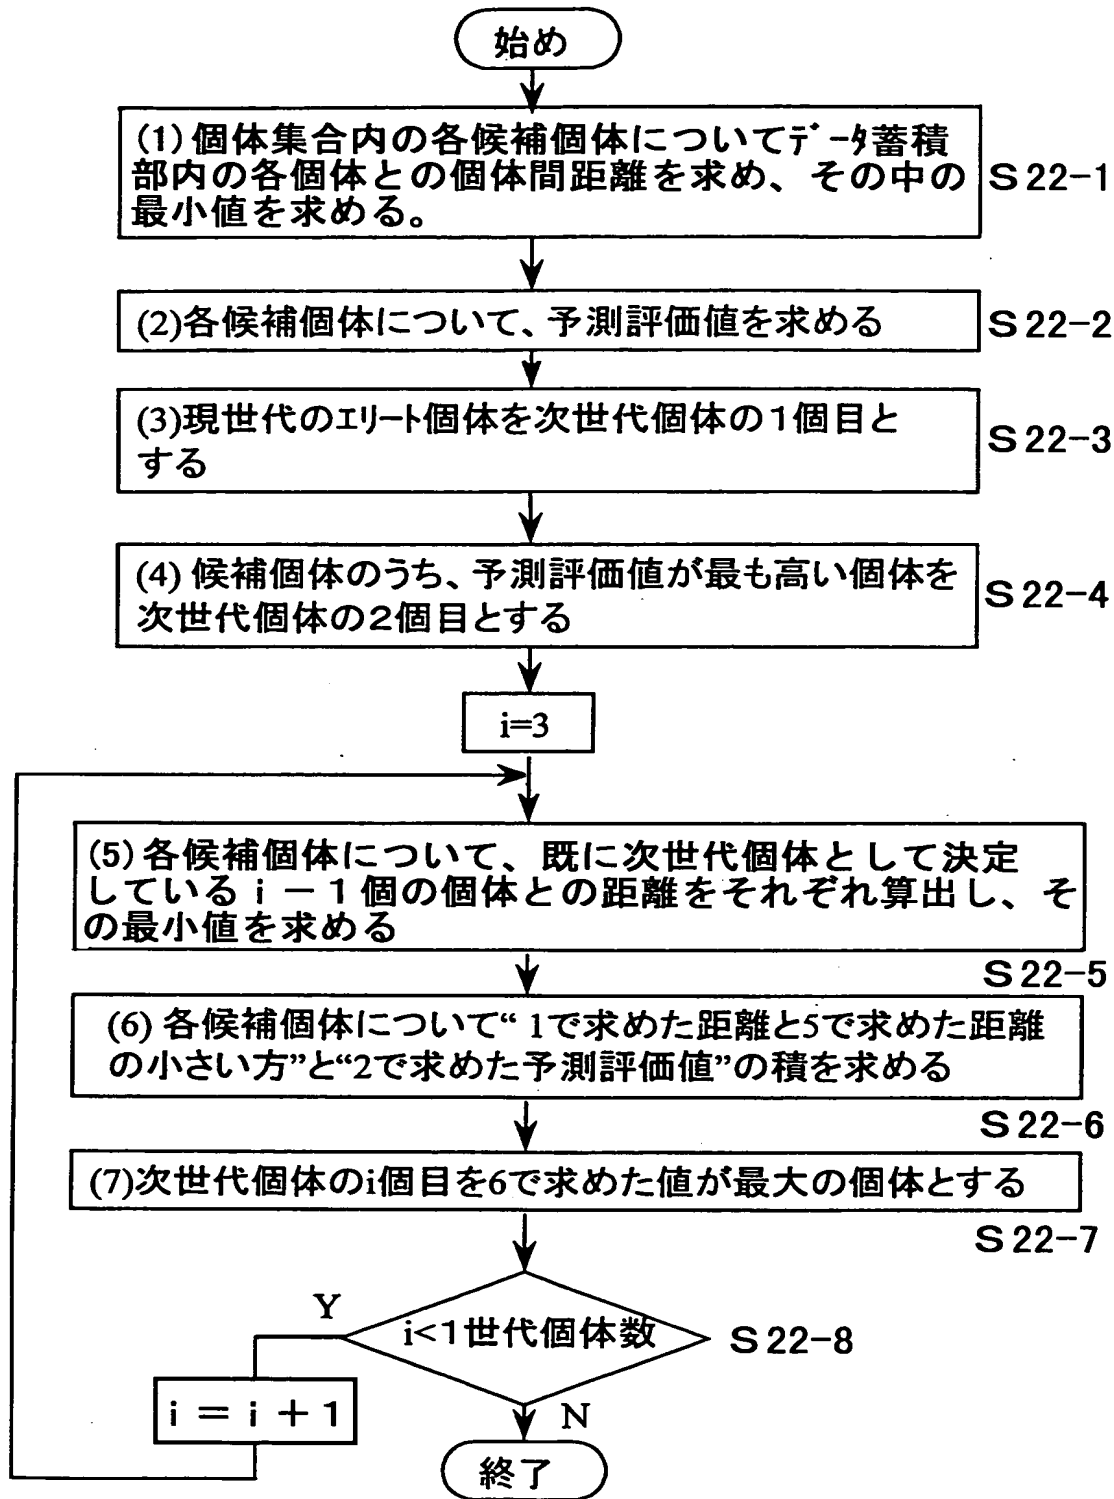 始め
(1)個体集合内の各候補個体についてデータ蓄積
部内の各個体との個体間距離を求め、その中の
最小値を求める。
S22-1
(2)各候補個体について、予測評価値を求める
S22-2
(3)現世代のエリート個体を次世代個体の1個目と
する
S22-3
(4)候補個体のうち、予測評価値が最も高い個体を
次世代個体の2個目とする
S22-4
i=3
(5)各候補個体について、既に次世代個体として決定
しているi-1個の個体との距離をそれぞれ算出し、そ
の最小値を求める
S22-5
(6)各候補個体について“1で求めた距離と5で求めた距離
の小さい方”と“2で求めた予測評価値”の積を求める
S22-6
(7)次世代個体のi個目を6で求めた値が最大の個体とする
S22-7
Y
i<1世代個体数
S22-8
i=i+1
N
終了